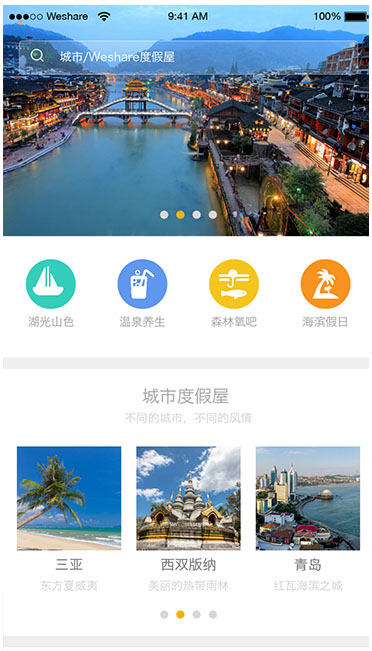 Weshare 9:41 AM 100%
城市/Weshare度假屋
湖光山色 温泉养生 森林氧吧 海滨假日
城市度假屋
不同的城市，不同的风情
三亚 西双版纳 青岛
东方夏威夷 美丽的热带雨林 红瓦海滨之城